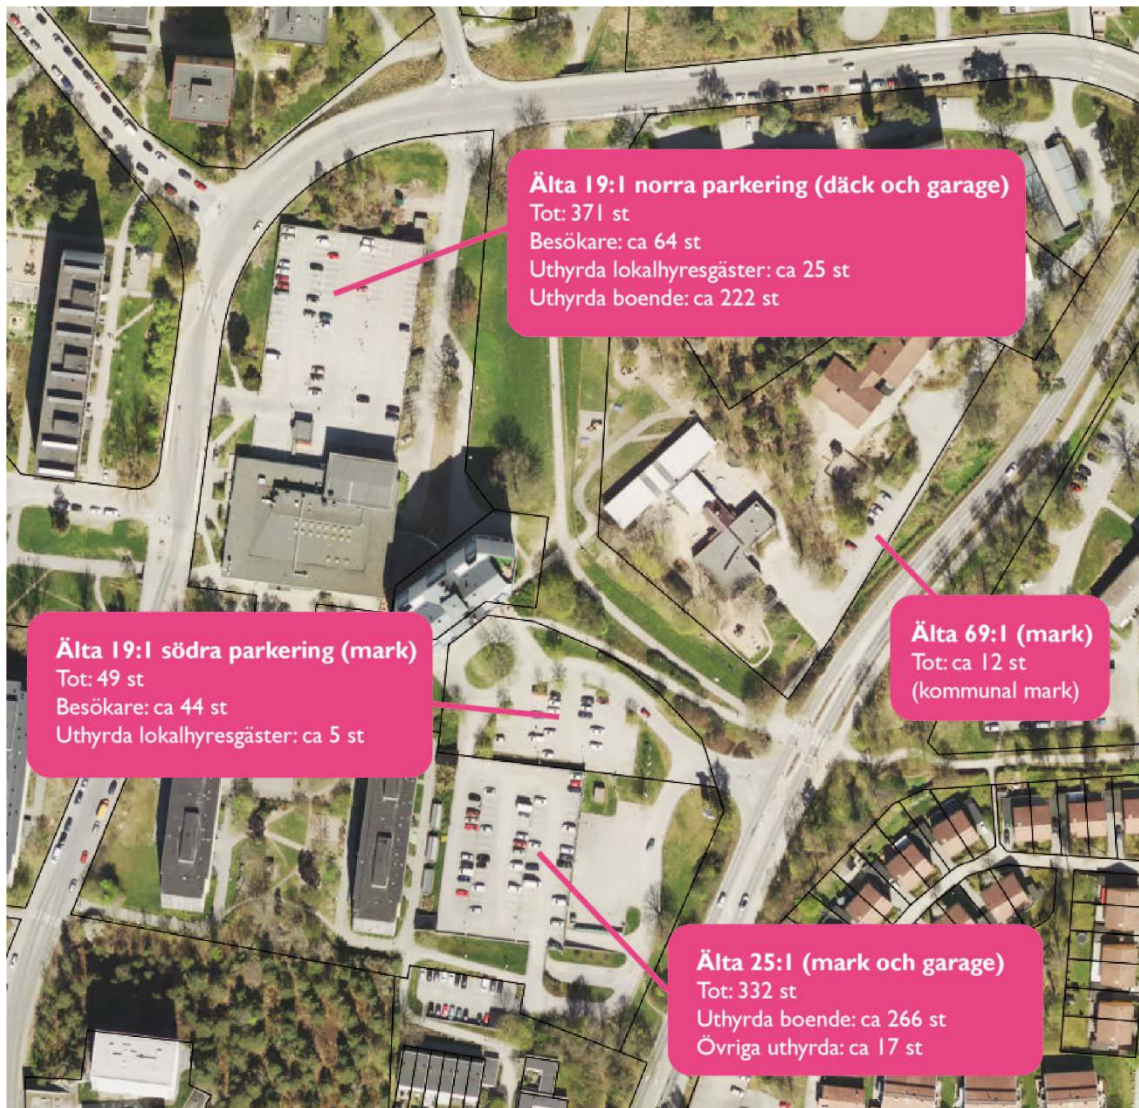 Älta 19:1 norra parkering (däck och garage)
Tot: 371 st
Besökare: ca 64 st
Uthyrda lokalhyresgäster: ca 25 st
Uthyrda boende: ca 222 st
Älta 19:1 södra parkering (mark)
Tot: 49 st
Besökare: ca 44 st
Uthyrda lokalhyresgäster: ca 5 st
Älta 69:1 (mark)
Tot: ca 12 st
(kommunal mark)
Älta 25:1 (mark och garage)
Tot: 332 st
Uthyrda boende: ca 266 st
Övriga uthyrda: ca 17 st